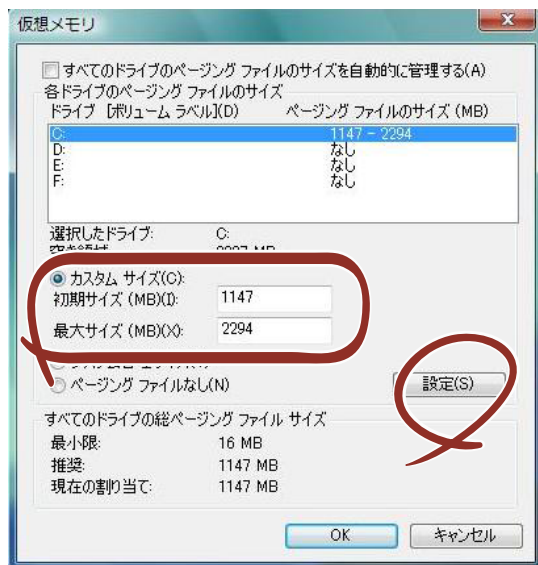 仮想メモリ
すべてのドライブのページング ファイルのサイズを自動的に管理する(A)
各ドライブのページング ファイルのサイズ
ドライブ [ボリューム ラベル](D) ページング ファイルのサイズ (MB)
C: 1147 - 2294
D: なし
E: なし
F: なし
選択したドライブ: C:
カスタム サイズ(C):
初期サイズ (MB)(I): 1147
最大サイズ (MB)(X): 2294
ページング ファイルなし(N) 設定(S)
すべてのドライブの総ページング ファイル サイズ
最小限: 16 MB
推奨: 1147 MB
現在の割り当て: 1147 MB
OK キャンセル